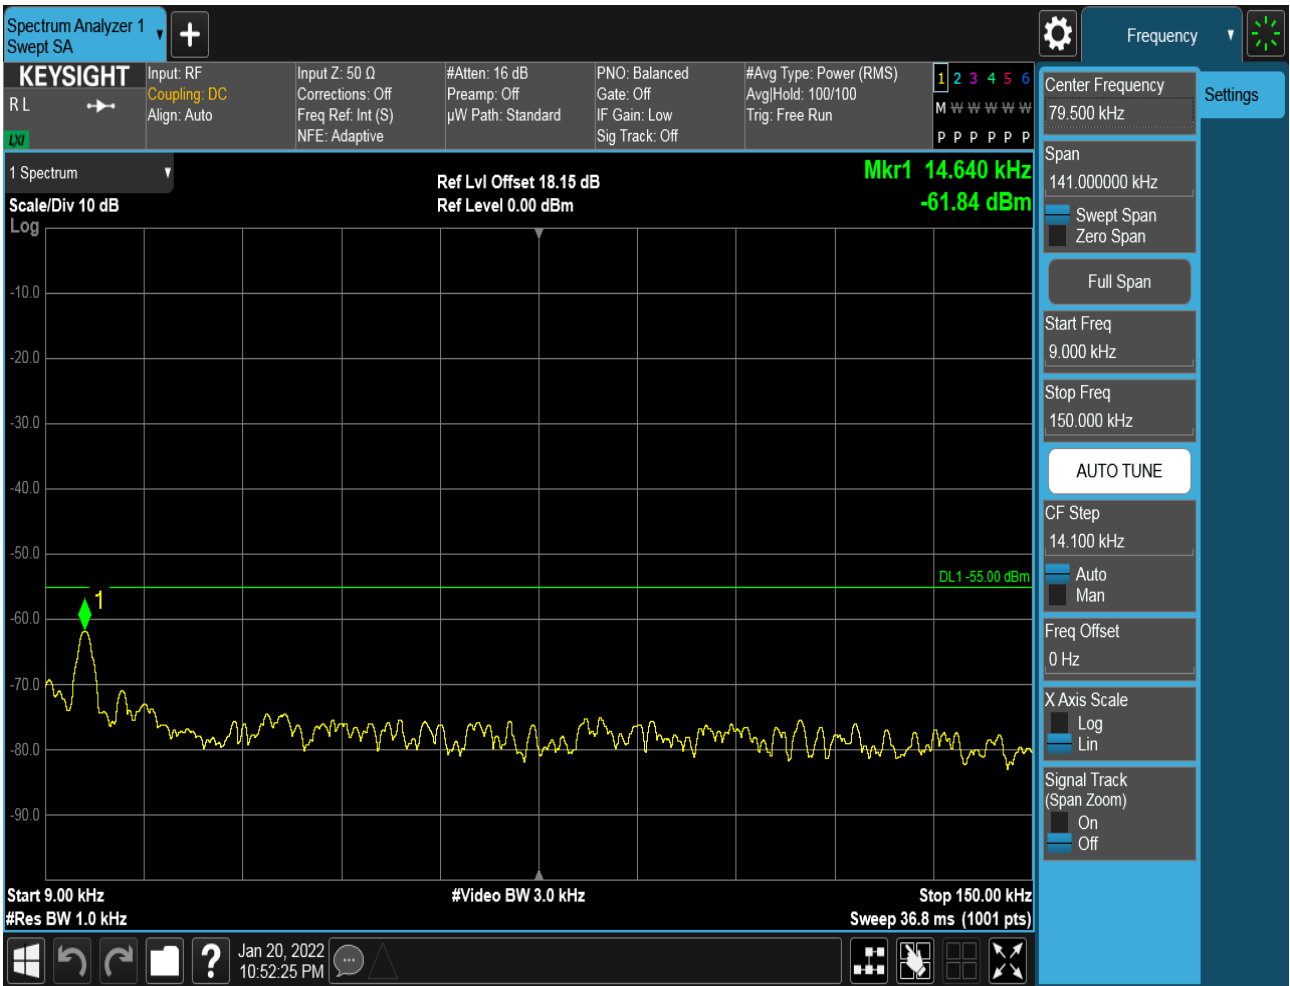 Spectrum Analyzer 1
Swept SA
Frequency
KEYSIGHT
R L
LXI
Input: RF
Coupling: DC
Align: Auto
Input Z: 50 Ω
Corrections: Off
Freq Ref: Int (S)
NFE: Adaptive
#Atten: 16 dB
Preamp: Off
µW Path: Standard
PNO: Balanced
Gate: Off
IF Gain: Low
Sig Track: Off
#Avg Type: Power (RMS)
Avg|Hold: 100/100
Trig: Free Run
1 2 3 4 5 6
M W W W W W
P P P P P P
1 Spectrum
Scale/Div 10 dB
Log
Ref Lvl Offset 18.15 dB
Ref Level 0.00 dBm
Mkr1 14.640 kHz
-61.84 dBm
-10.0
-20.0
-30.0
-40.0
-50.0
DL1 -55.00 dBm
1
-60.0
-70.0
-80.0
-90.0
Start 9.00 kHz
#Res BW 1.0 kHz
#Video BW 3.0 kHz
Stop 150.00 kHz
Sweep 36.8 ms (1001 pts)
Center Frequency
79.500 kHz
Settings
Span
141.000000 kHz
Swept Span
Zero Span
Full Span
Start Freq
9.000 kHz
Stop Freq
150.000 kHz
AUTO TUNE
CF Step
14.100 kHz
Auto
Man
Freq Offset
0 Hz
X Axis Scale
Log
Lin
Signal Track
(Span Zoom)
On
Off
?
Jan 20, 2022
10:52:25 PM